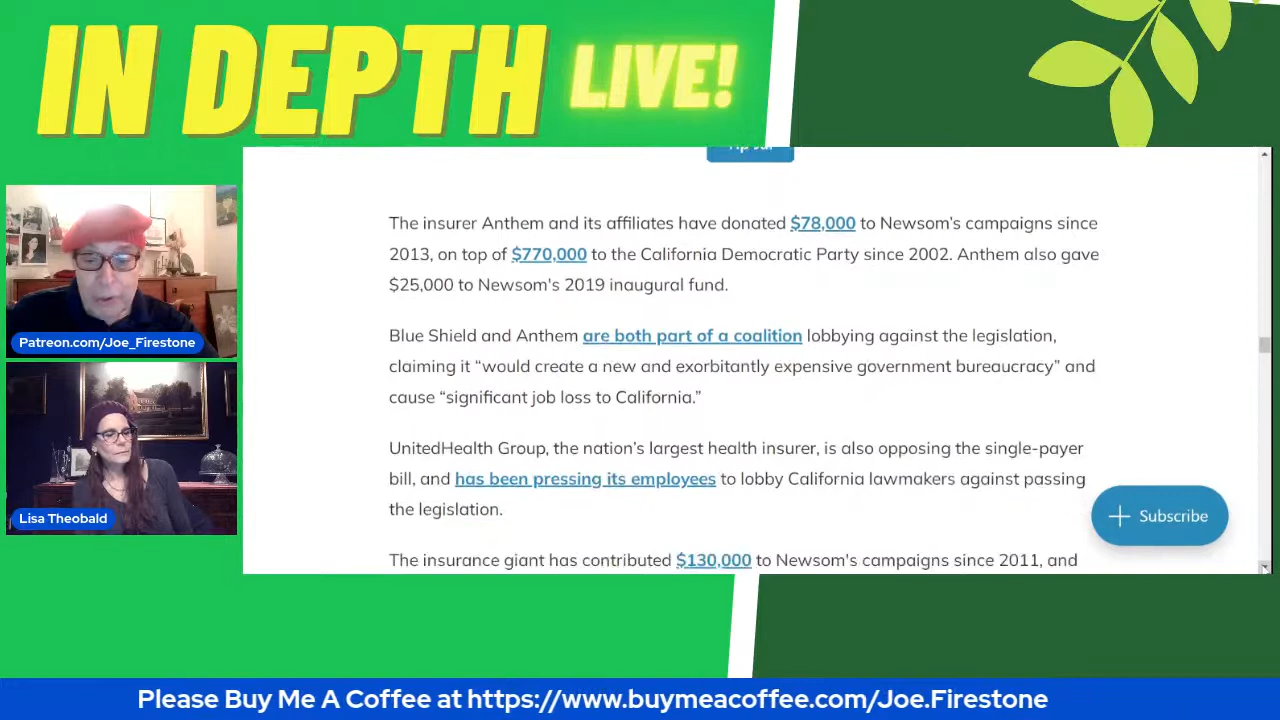 IN DEPTH LIVE!
Tip Jar
The insurer Anthem and its affiliates have donated $78,000 to Newsom's campaigns since
2013, on top of $770,000 to the California Democratic Party since 2002. Anthem also gave
$25,000 to Newsom's 2019 inaugural fund.
Blue Shield and Anthem are both part of a coalition lobbying against the legislation,
claiming it “would create a new and exorbitantly expensive government bureaucracy” and
cause “significant job loss to California.”
UnitedHealth Group, the nation’s largest health insurer, is also opposing the single-payer
bill, and has been pressing its employees to lobby California lawmakers against passing
the legislation.
The insurance giant has contributed $130,000 to Newsom's campaigns since 2011, and
+ Subscribe
Patreon.com/Joe_Firestone
Lisa Theobald
Please Buy Me A Coffee at https://www.buymeacoffee.com/Joe.Firestone